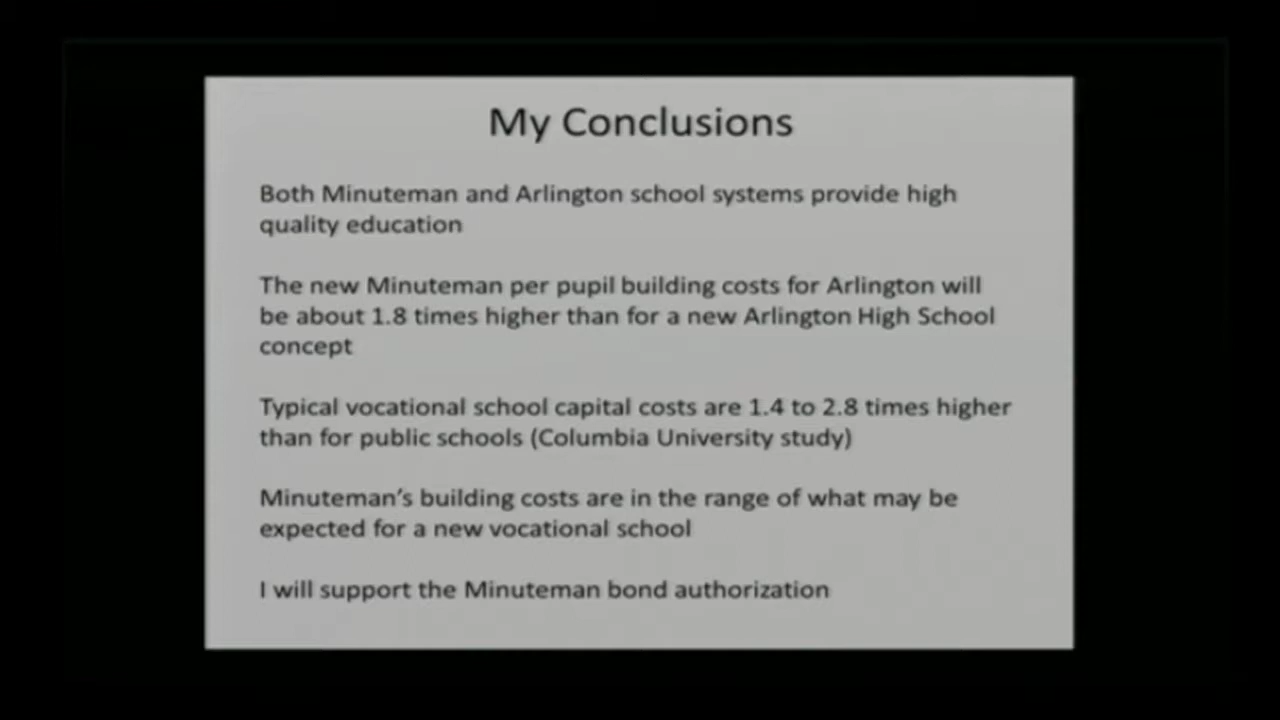 My Conclusions
Both Minuteman and Arlington school systems provide high
quality education
The new Minuteman per pupil building costs for Arlington will
be about 1.8 times higher than for a new Arlington High School
concept
Typical vocational school capital costs are 1.4 to 2.8 times higher
than for public schools (Columbia University study)
Minuteman’s building costs are in the range of what may be
expected for a new vocational school
I will support the Minuteman bond authorization